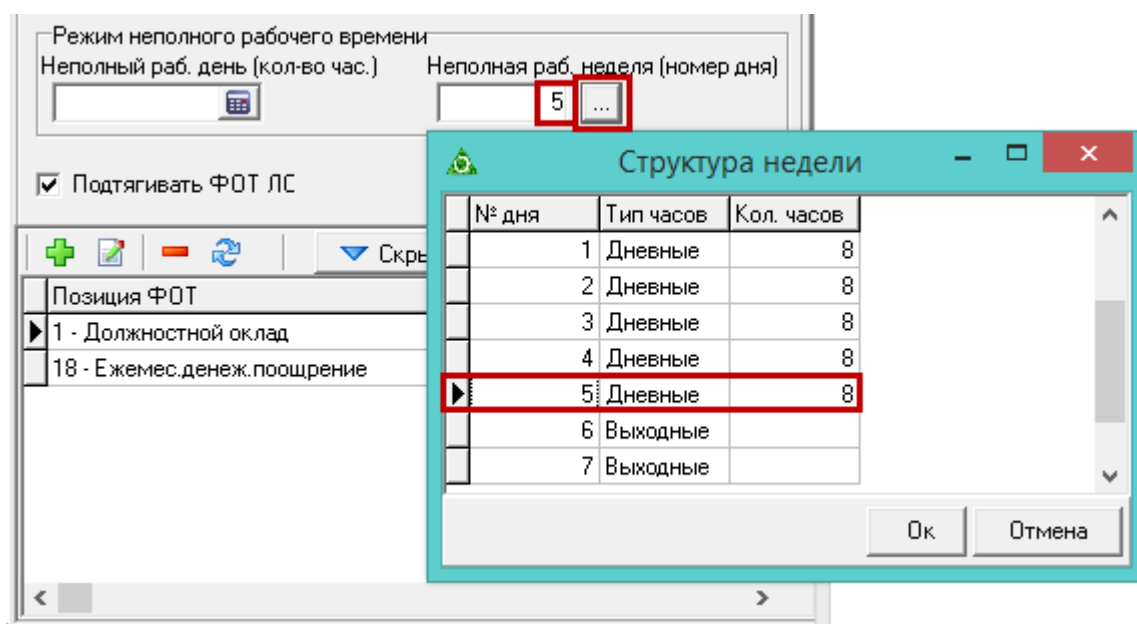 Режим неполного рабочего времени
Неполный раб. день (кол-во час.) Неполная раб. неделя (номер дня)
5 ...
Подтягивать ФОТ ЛС
Скры
Позиция ФОТ
1 - Должностной оклад
18 - Ежемес.денеж.поощрение
Структура недели
№ дня Тип часов Кол. часов
1 Дневные 8
2 Дневные 8
3 Дневные 8
4 Дневные 8
5 Дневные 8
6 Выходные
7 Выходные
Ок Отмена